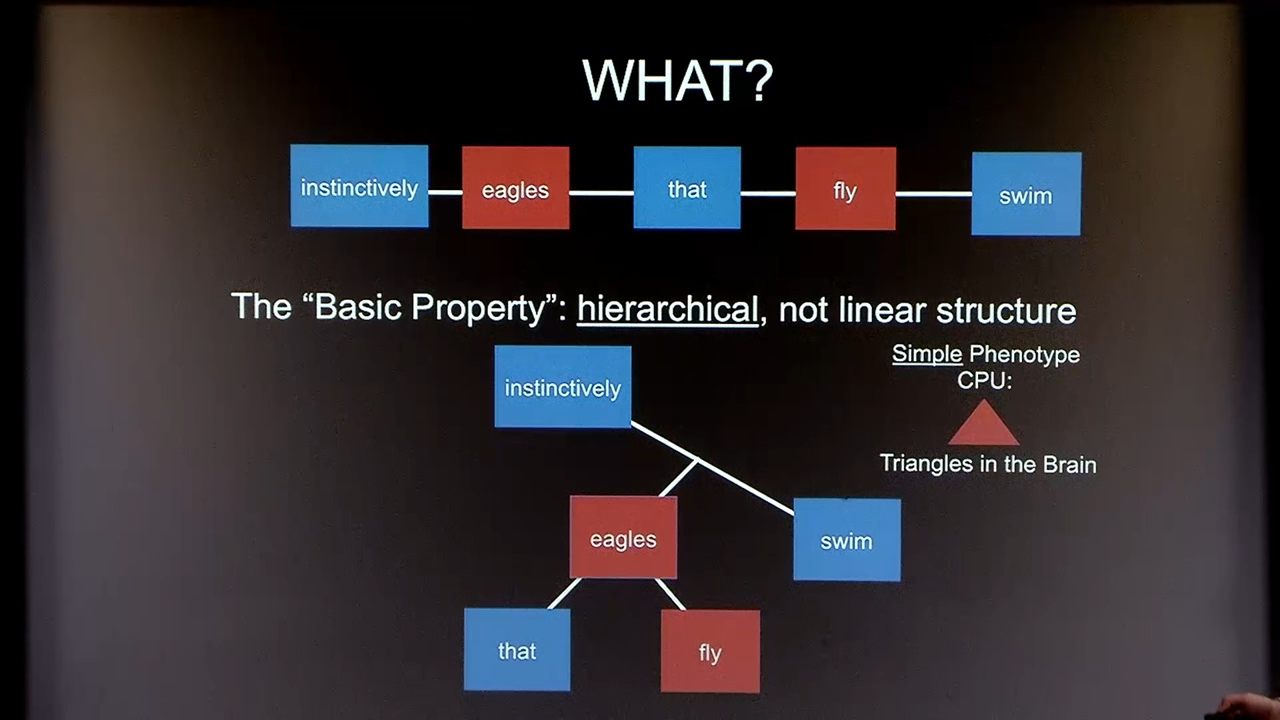 WHAT?
instinctively eagles that fly swim
The “Basic Property”: hierarchical, not linear structure
Simple Phenotype
CPU:
Triangles in the Brain
instinctively
eagles
swim
that
fly